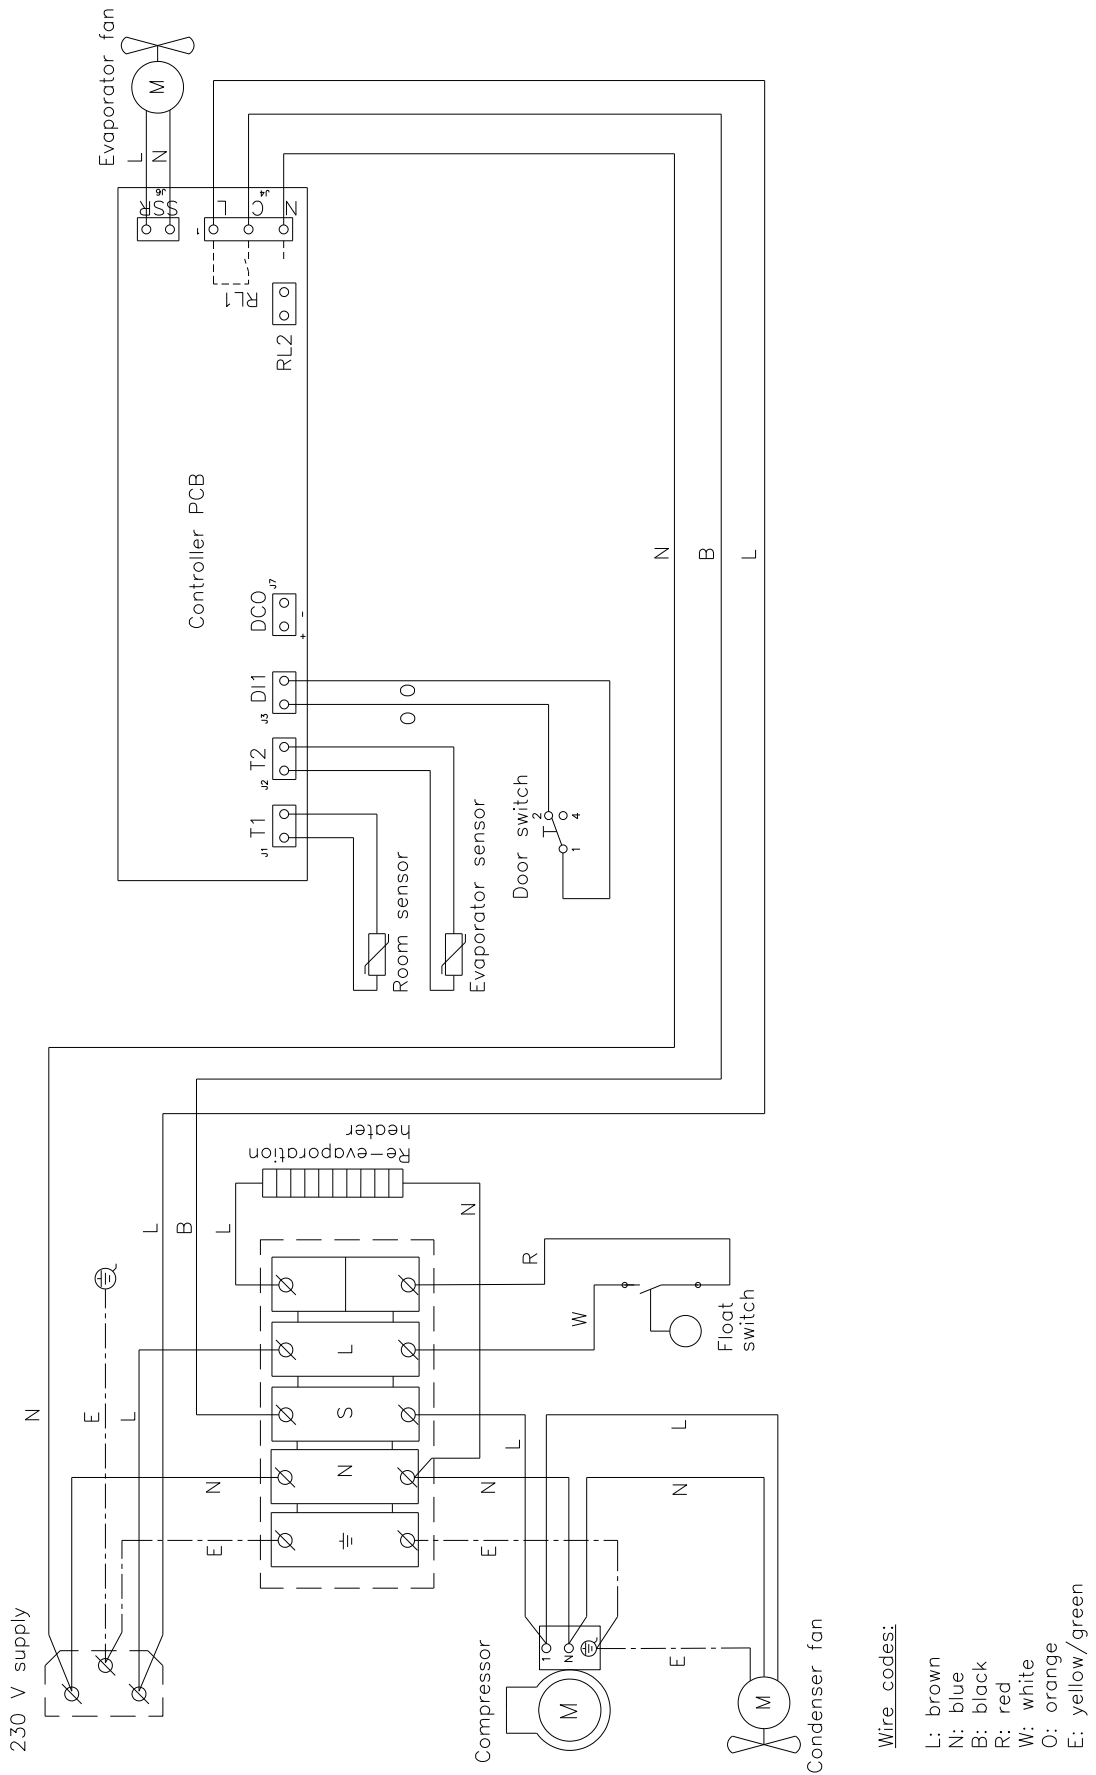 Evaporator fan
M
L
N
SSR
J6
L
C
N
J4
1
RL1
RL2
Controller PCB
DCO
J7
+ -
DI1
J3
T2
J2
T1
J1
O O
Room sensor
Evaporator sensor
Door switch
2
4
1
N
B
L
Re-evaporation
heater
L
B
L
N
N
E
L
R
W
Float
switch
L
S
N
N
E
L
N
E
L
N
230 V supply
Compressor
M
1
N
E
Condenser fan
M
Wire codes:
L: brown
N: blue
B: black
R: red
W: white
O: orange
E: yellow/green